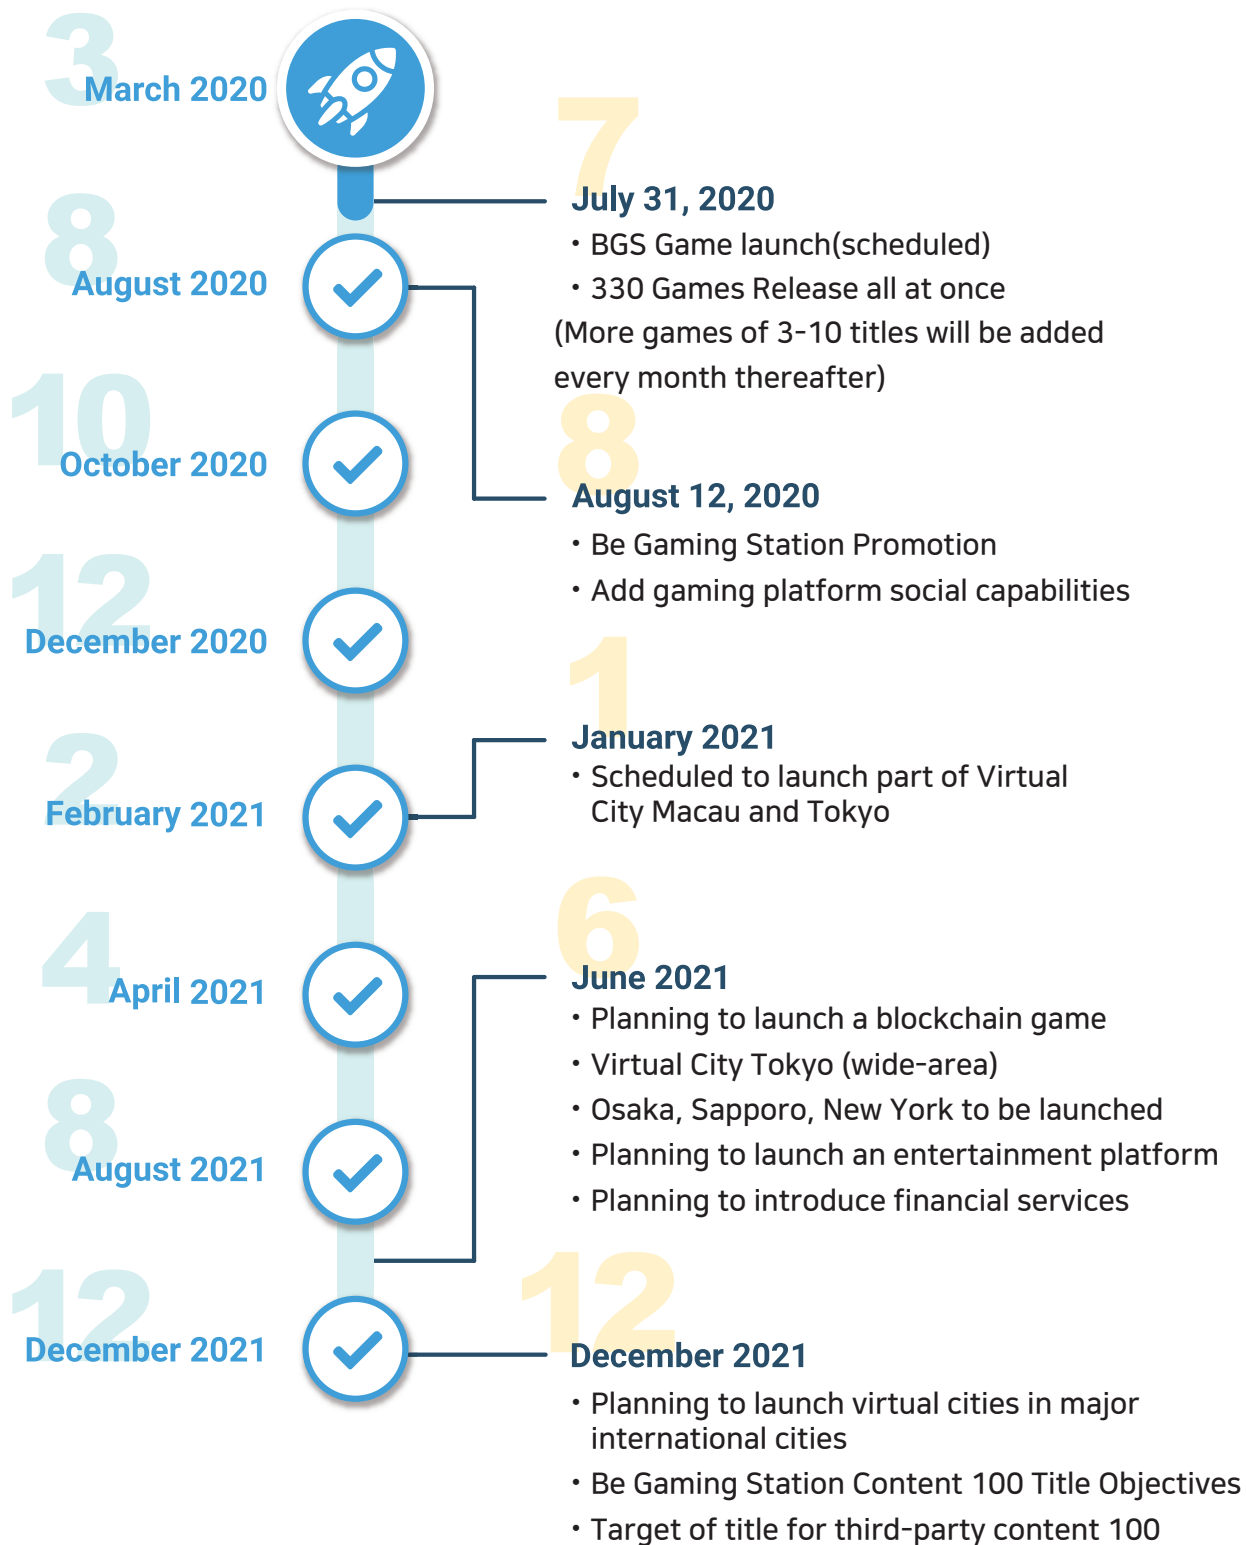 3
March 2020
7
July 31, 2020
• BGS Game launch(scheduled)
• 330 Games Release all at once
(More games of 3-10 titles will be added
every month thereafter)
8
August 2020
8
August 12, 2020
• Be Gaming Station Promotion
• Add gaming platform social capabilities
10
October 2020
12
December 2020
1
January 2021
• Scheduled to launch part of Virtual
City Macau and Tokyo
2
February 2021
4
April 2021
6
June 2021
• Planning to launch a blockchain game
• Virtual City Tokyo (wide-area)
• Osaka, Sapporo, New York to be launched
• Planning to launch an entertainment platform
• Planning to introduce financial services
8
August 2021
12
December 2021
12
December 2021
• Planning to launch virtual cities in major
international cities
• Be Gaming Station Content 100 Title Objectives
• Target of title for third-party content 100